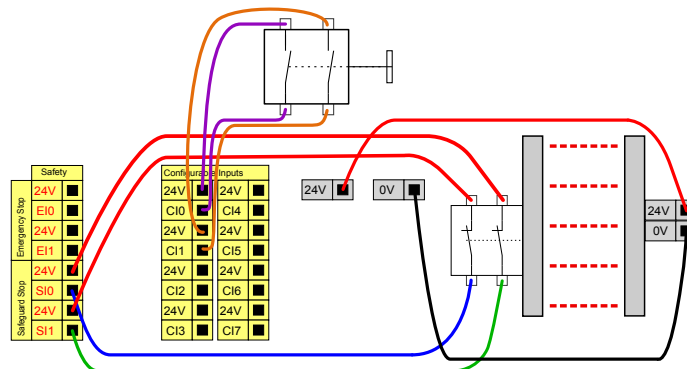 Safety
Emergency Stop
24V
EI0
24V
EI1
Safeguard Stop
24V
SI0
24V
SI1
Configurable Inputs
24V 24V
CI0 CI4
24V 24V
CI1 CI5
24V 24V
CI2 CI6
24V 24V
CI3 CI7
24V 0V
24V
0V